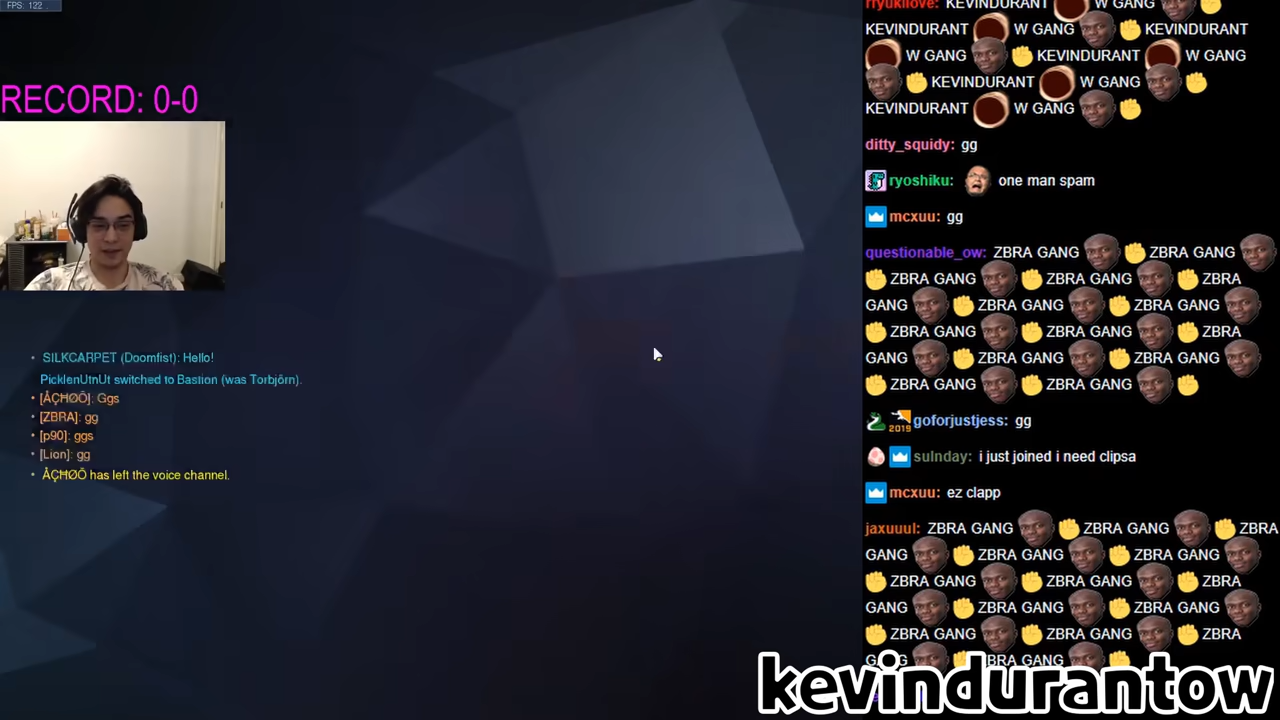 FPS: 122
RECORD: 0-0
SILKCARPET (Doomfist): Hello!
PicklenUtnUt switched to Bastion (was Torbjörn).
[ÅÇĦØÕ]: Ggs
[ZBRA]: gg
[p90]: ggs
[Lion]: gg
ÅÇĦØÕ has left the voice channel.
KEVINDURANT W GANG
KEVINDURANT W GANG KEVINDURANT
W GANG KEVINDURANT W GANG
KEVINDURANT W GANG
KEVINDURANT W GANG
ditty_squidy: gg
ryoshiku: one man spam
mcxuu: gg
questionable_ow: ZBRA GANG ZBRA GANG
ZBRA GANG ZBRA GANG ZBRA
GANG ZBRA GANG ZBRA GANG
ZBRA GANG ZBRA GANG ZBRA
GANG ZBRA GANG ZBRA GANG
ZBRA GANG ZBRA GANG
goforjustjess: gg
2019
sulnday: i just joined i need clipsa
mcxuu: ez clapp
jaxuuul: ZBRA GANG ZBRA GANG ZBRA
GANG ZBRA GANG ZBRA GANG
ZBRA GANG ZBRA GANG ZBRA
GANG ZBRA GANG ZBRA GANG
ZBRA GANG ZBRA GANG ZBRA
kevindurantow